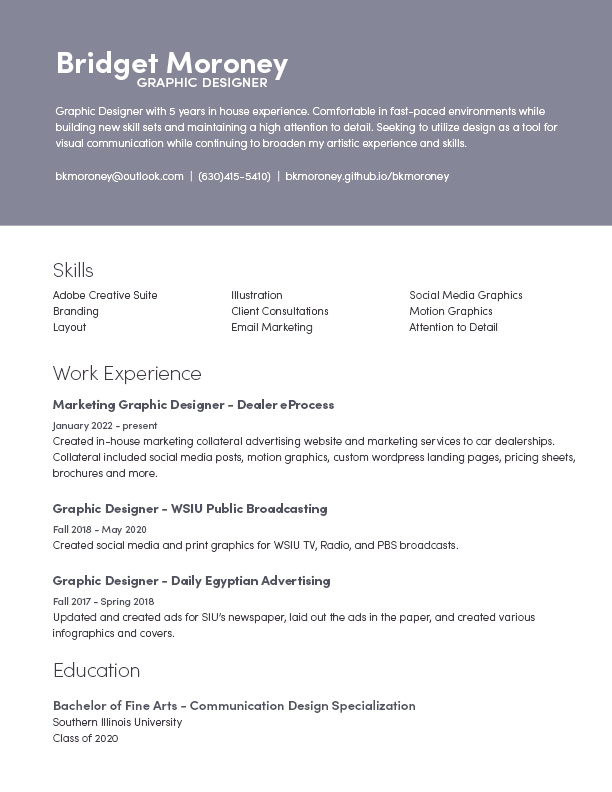 Bridget Moroney
GRAPHIC DESIGNER
Graphic Designer with 5 years in house experience. Comfortable in fast-paced environments while
building new skill sets and maintaining a high attention to detail. Seeking to utilize design as a tool for
visual communication while continuing to broaden my artistic experience and skills.
bkmoroney@outlook.com | (630)415-5410) | bkmoroney.github.io/bkmoroney
Skills
Adobe Creative Suite Illustration Social Media Graphics
Branding Client Consultations Motion Graphics
Layout Email Marketing Attention to Detail
Work Experience
Marketing Graphic Designer - Dealer eProcess
January 2022 - present
Created in-house marketing collateral advertising website and marketing services to car dealerships.
Collateral included social media posts, motion graphics, custom wordpress landing pages, pricing sheets,
brochures and more.
Graphic Designer - WSIU Public Broadcasting
Fall 2018 - May 2020
Created social media and print graphics for WSIU TV, Radio, and PBS broadcasts.
Graphic Designer - Daily Egyptian Advertising
Fall 2017 - Spring 2018
Updated and created ads for SIU's newspaper, laid out the ads in the paper, and created various
infographics and covers.
Education
Bachelor of Fine Arts - Communication Design Specialization
Southern Illinois University
Class of 2020